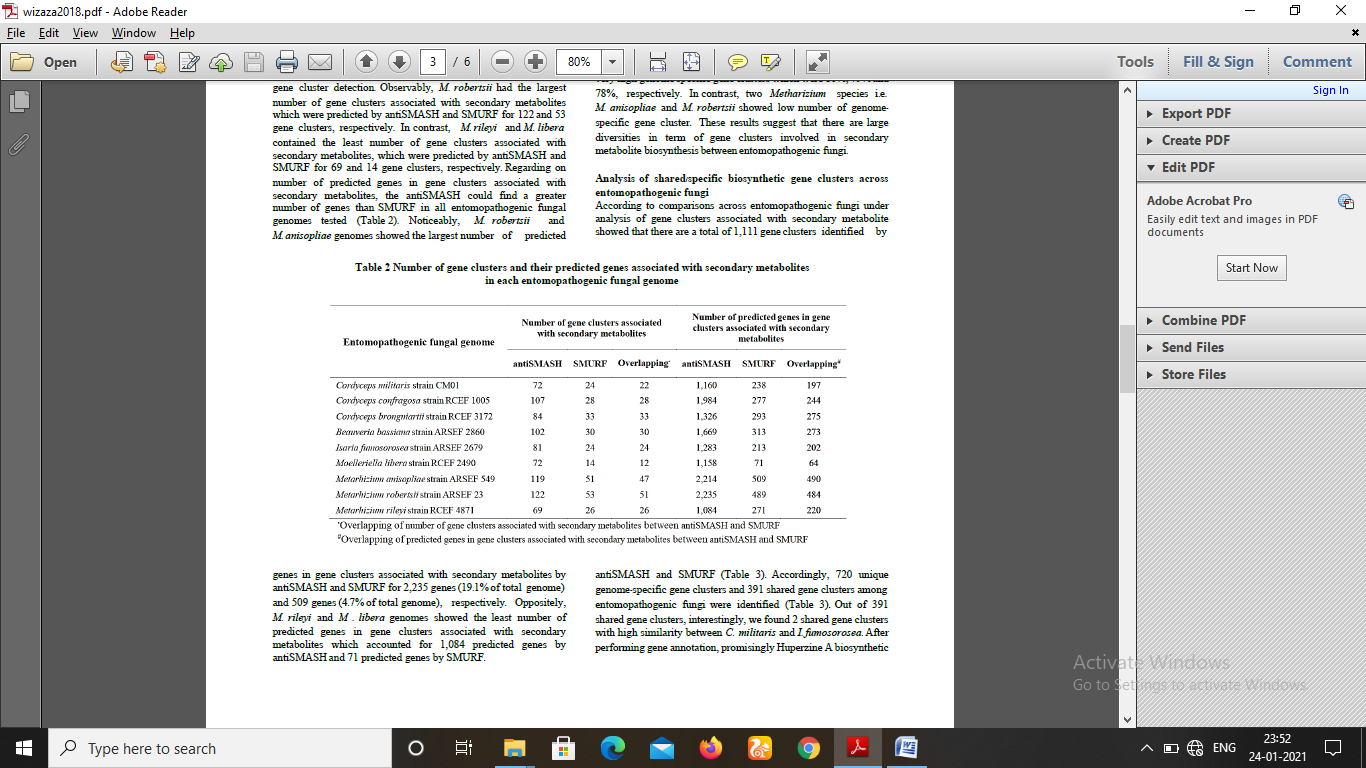 wizaza2018.pdf - Adobe Reader
File Edit View Window Help
Open 3 / 6 80% Tools Fill & Sign Comment
Sign In
Export PDF
Create PDF
Edit PDF
Adobe Acrobat Pro
Easily edit text and images in PDF
documents
Start Now
Combine PDF
Send Files
Store Files
gene cluster detection. Observably, M. robertsii had the largest
number of gene clusters associated with secondary metabolites
which were predicted by antiSMASH and SMURF for 122 and 53
gene clusters, respectively. In contrast, M.rileyi and M. libera
contained the least number of gene clusters associated with
secondary metabolites, which were predicted by antiSMASH and
SMURF for 69 and 14 gene clusters, respectively. Regarding on
number of predicted genes in gene clusters associated with
secondary metabolites, the antiSMASH could find a greater
number of genes than SMURF in all entomopathogenic fungal
genomes tested (Table 2). Noticeably, M. robertsii and
M. anisopliae genomes showed the largest number of predicted
78%, respectively. In contrast, two Metharizium species i.e.
M. anisopliae and M. robertsii showed low number of genome-
specific gene cluster. These results suggest that there are large
diversities in term of gene clusters involved in secondary
metabolite biosynthesis between entomopathogenic fungi.
Analysis of shared/specific biosynthetic gene clusters across
entomopathogenic fungi
According to comparisons across entomopathogenic fungi under
analysis of gene clusters associated with secondary metabolite
showed that there are a total of 1,111 gene clusters identified by
Table 2 Number of gene clusters and their predicted genes associated with secondary metabolites
in each entomopathogenic fungal genome
Entomopathogenic fungal genome
Number of gene clusters associated
with secondary metabolites
Number of predicted genes in gene
clusters associated with secondary
metabolites
antiSMASH SMURF Overlapping* antiSMASH SMURF Overlapping#
Cordyceps militaris strain CM01 72 24 22 1,160 238 197
Cordyceps confragosa strain RCEF 1005 107 28 28 1,984 277 244
Cordyceps brongniartii strain RCEF 3172 84 33 33 1,326 293 275
Beauveria bassiana strain ARSEF 2860 102 30 30 1,669 313 273
Isaria fumosorosea strain ARSEF 2679 81 24 24 1,283 213 202
Moelleriella libera strain RCEF 2490 72 14 12 1,158 71 64
Metarhizium anisopliae strain ARSEF 549 119 51 47 2,214 509 490
Metarhizium robertsii strain ARSEF 23 122 53 51 2,235 489 484
Metarhizium rileyi strain RCEF 4871 69 26 26 1,084 271 220
*Overlapping of number of gene clusters associated with secondary metabolites between antiSMASH and SMURF
#Overlapping of predicted genes in gene clusters associated with secondary metabolites between antiSMASH and SMURF
genes in gene clusters associated with secondary metabolites by
antiSMASH and SMURF for 2,235 genes (19.1% of total genome)
and 509 genes (4.7% of total genome), respectively. Oppositely,
M. rileyi and M . libera genomes showed the least number of
predicted genes in gene clusters associated with secondary
metabolites which accounted for 1,084 predicted genes by
antiSMASH and 71 predicted genes by SMURF.
antiSMASH and SMURF (Table 3). Accordingly, 720 unique
genome-specific gene clusters and 391 shared gene clusters among
entomopathogenic fungi were identified (Table 3). Out of 391
shared gene clusters, interestingly, we found 2 shared gene clusters
with high similarity between C. militaris and I.fumosorosea. After
performing gene annotation, promisingly Huperzine A biosynthetic
Activate Windows
Go to Settings to activate Windows.
Type here to search
ENG
23:52
24-01-2021